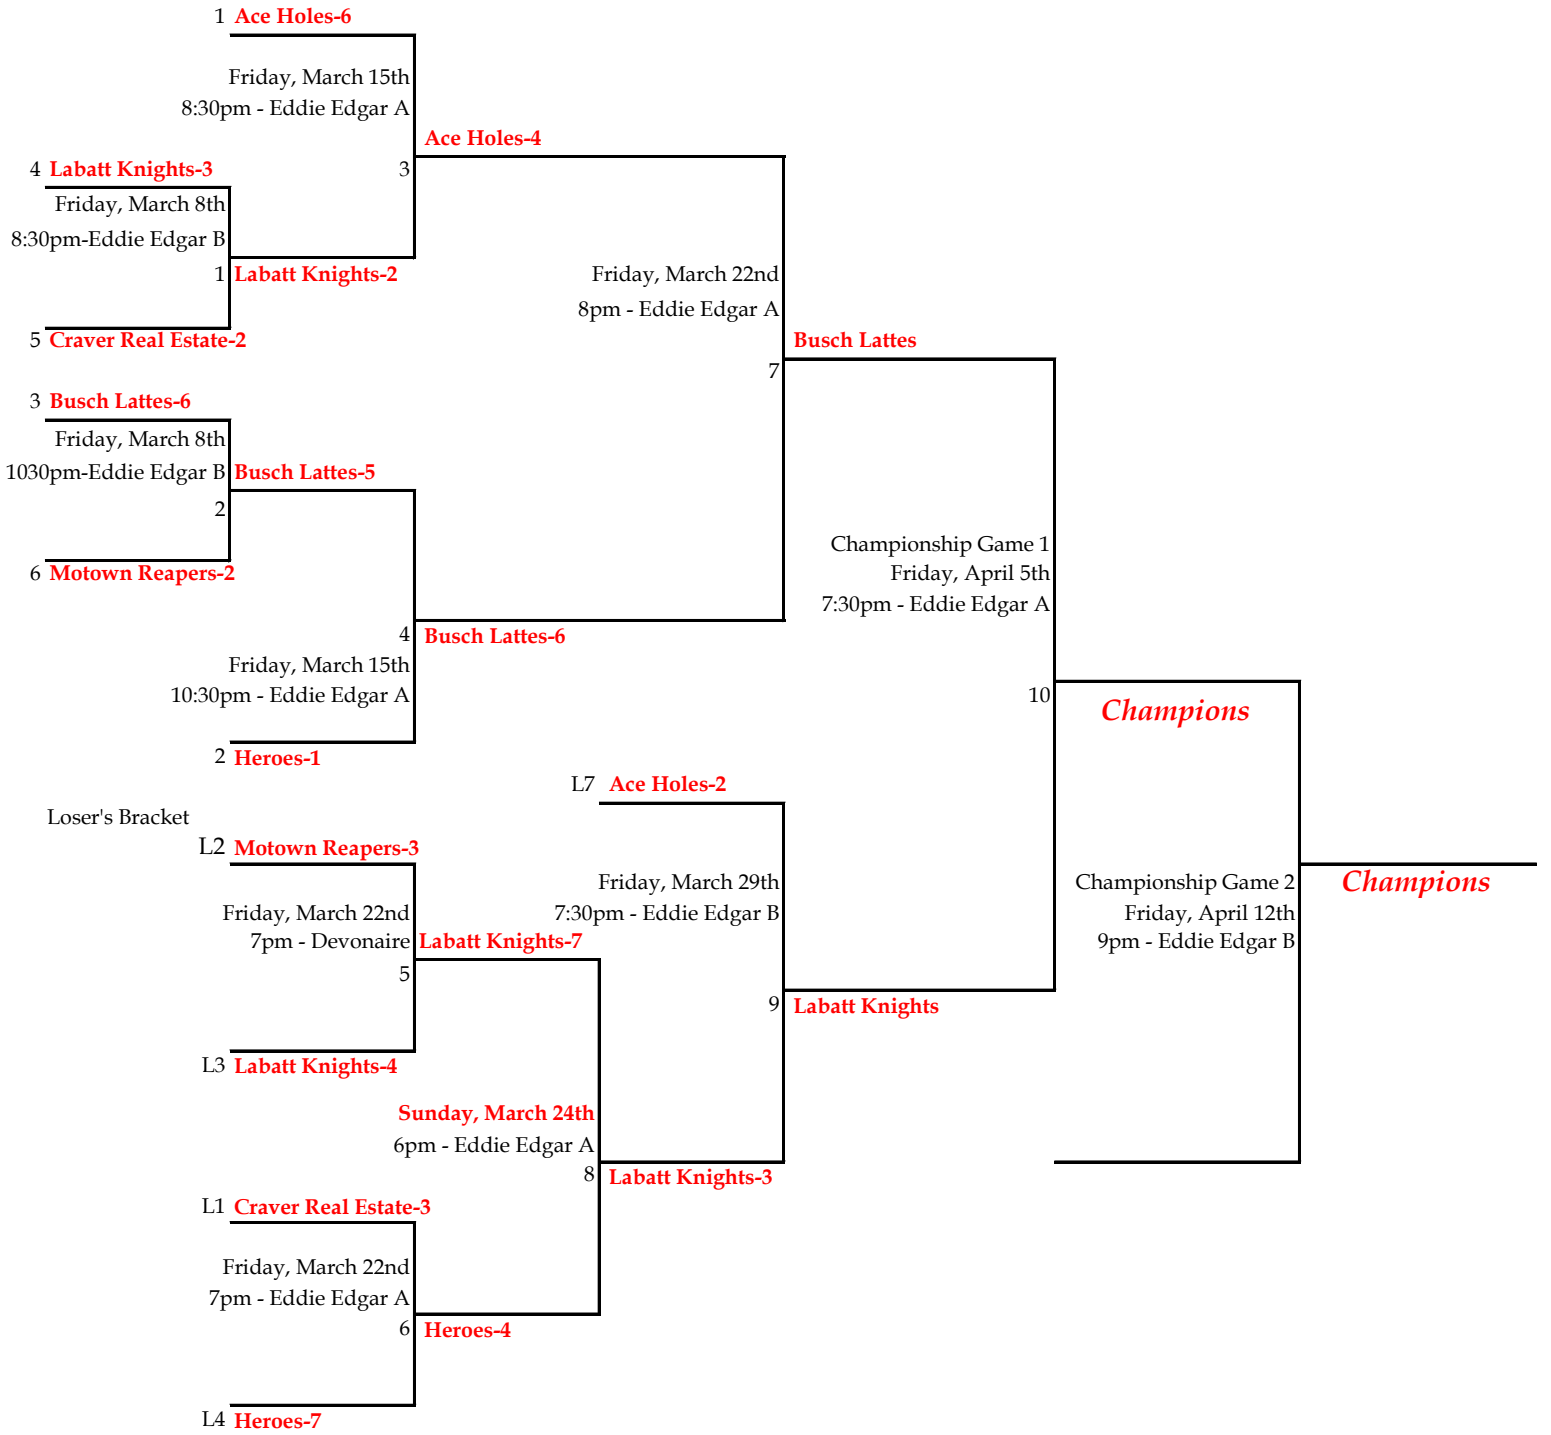 1 Ace Holes-6
Friday, March 15th
8:30pm - Eddie Edgar A
Ace Holes-4
4 Labatt Knights-3
3
Friday, March 8th
8:30pm-Eddie Edgar B
1 Labatt Knights-2
Friday, March 22nd
8pm - Eddie Edgar A
5 Craver Real Estate-2
Busch Lattes
7
3 Busch Lattes-6
Friday, March 8th
1030pm-Eddie Edgar B
Busch Lattes-5
2
Championship Game 1
Friday, April 5th
7:30pm - Eddie Edgar A
6 Motown Reapers-2
4 Busch Lattes-6
Friday, March 15th
10:30pm - Eddie Edgar A
10
Champions
2 Heroes-1
L7 Ace Holes-2
Loser's Bracket
L2 Motown Reapers-3
Friday, March 29th
7:30pm - Eddie Edgar B
Championship Game 2
Friday, April 12th
9pm - Eddie Edgar B
Champions
Friday, March 22nd
7pm - Devonaire
Labatt Knights-7
5
9 Labatt Knights
L3 Labatt Knights-4
Sunday, March 24th
6pm - Eddie Edgar A
8 Labatt Knights-3
L1 Craver Real Estate-3
Friday, March 22nd
7pm - Eddie Edgar A
6 Heroes-4
L4 Heroes-7